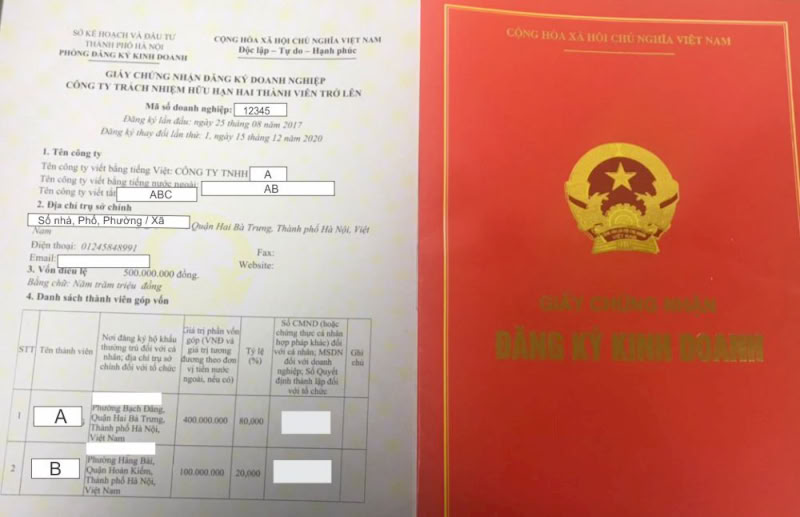 SỞ KẾ HOẠCH VÀ ĐẦU TƯ
THÀNH PHỐ HÀ NỘI
PHÒNG ĐĂNG KÝ KINH DOANH
CỘNG HÒA XÃ HỘI CHỦ NGHĨA VIỆT NAM
Độc lập - Tự do - Hạnh phúc
GIẤY CHỨNG NHẬN ĐĂNG KÝ DOANH NGHIỆP
CÔNG TY TRÁCH NHIỆM HỮU HẠN HAI THÀNH VIÊN TRỞ LÊN
Mã số doanh nghiệp: 12345
Đăng ký lần đầu: ngày 25 tháng 08 năm 2017
Đăng ký thay đổi lần thứ: 1, ngày 15 tháng 12 năm 2020
1. Tên công ty
Tên công ty viết bằng tiếng Việt: CÔNG TY TNHH A
Tên công ty viết bằng tiếng nước ngoài: AB
Tên công ty viết tắt ABC
2. Địa chỉ trụ sở chính
Số nhà, Phố, Phường / Xã Quận Hai Bà Trưng, Thành phố Hà Nội, Việt
Nam
Điện thoại: 01245848991
Fax:
Email:
Website:
3. Vốn điều lệ 500.000.000 đồng.
Bằng chữ: Năm trăm triệu đồng
4. Danh sách thành viên góp vốn
STT
Tên thành viên
Nơi đăng ký hộ khẩu
thường trú đối với cá
nhân; địa chỉ trụ sở
chính đối với tổ chức
Giá trị phần vốn
góp (VNĐ và
giá trị tương
đương theo đơn
vị tiền nước
ngoài, nếu có)
Tỷ lệ
(%)
Số CMND (hoặc
chứng thực cá nhân
hợp pháp khác) đối
với cá nhân; MSDN
đối với doanh
nghiệp; Số Quyết
định thành lập đối
với tổ chức
Ghi
chú
1
A
Phường Bạch Đằng,
Quận Hai Bà Trưng,
Thành phố Hà Nội,
Việt Nam
400.000.000
80,000
2
B
Phường Hàng Bài,
Quận Hoàn Kiếm,
Thành phố Hà Nội,
Việt Nam
100.000.000
20,000
CỘNG HÒA XÃ HỘI CHỦ NGHĨA VIỆT NAM
GIẤY CHỨNG NHẬN
ĐĂNG KÝ KINH DOANH